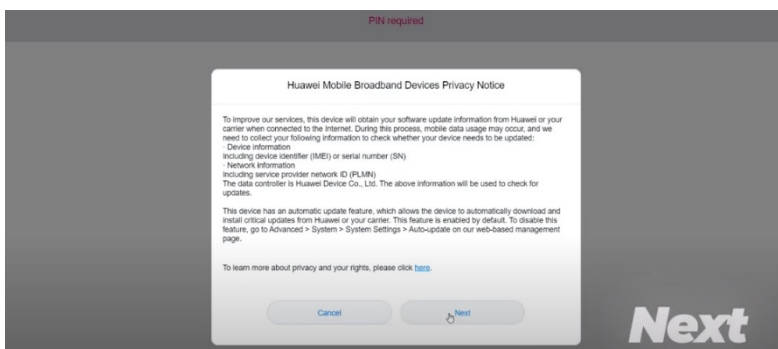 PIN required
Huawei Mobile Broadband Devices Privacy Notice
To improve our services, this device will obtain your software update information from Huawei or your
carrier when connected to the Internet. During this process, mobile data usage may occur, and we
need to collect your following information to check whether your device needs to be updated:
· Device information
Including device identifier (IMEI) or serial number (SN)
· Network information
Including service provider network ID (PLMN)
The data controller is Huawei Device Co., Ltd. The above information will be used to check for
updates.
This device has an automatic update feature, which allows the device to automatically download and
install critical updates from Huawei or your carrier. This feature is enabled by default. To disable this
feature, go to Advanced > System > System Settings > Auto-update on our web-based management
page.
To learn more about privacy and your rights, please click here.
Cancel
Next
Next